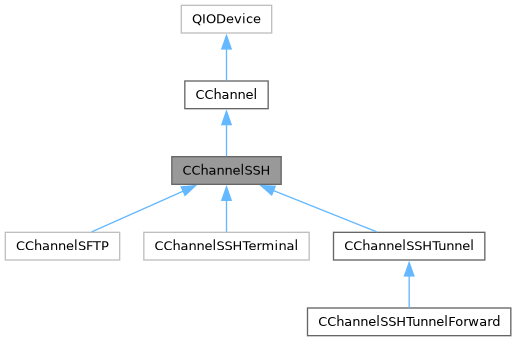 QIODevice
CChannel
CChannelSSH
CChannelSFTP
CChannelSSHTerminal
CChannelSSHTunnel
CChannelSSHTunnelForward